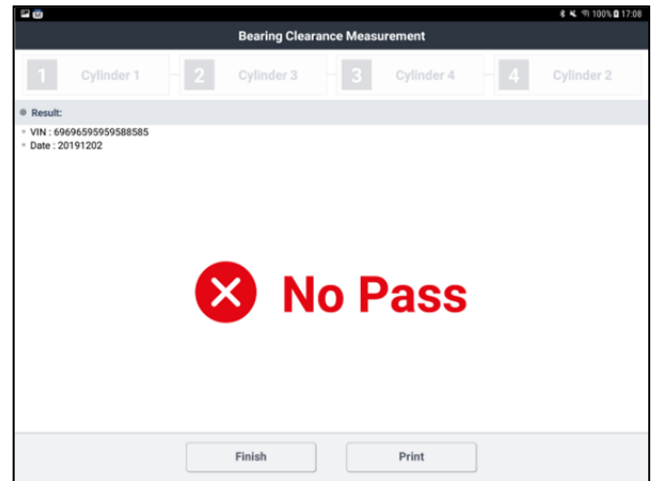 100% 17:08
Bearing Clearance Measurement
1 Cylinder 1 2 Cylinder 3 3 Cylinder 4 4 Cylinder 2
Result:
VIN : 69696595959588585
Date : 20191202
No Pass
Finish Print